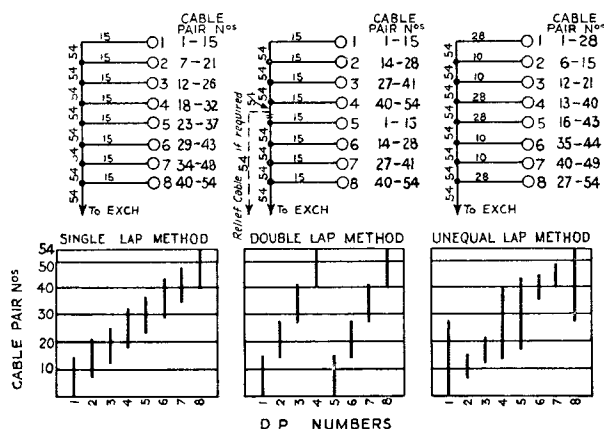 CABLE PAIR Nos
15 1 1-15
15 2 7-21
15 3 12-26
15 4 18-32
15 5 23-37
15 6 29-43
15 7 34-48
15 8 40-54
54 54 54 54 54 54 54 54
To EXCH
CABLE PAIR Nos
15 1 1-15
15 2 14-28
15 3 27-41
15 4 40-54
15 5 1-15
15 6 14-28
15 7 27-41
15 8 40-54
54 54 54 54 54 54 54 54
54
Relief Cable if required
54
To EXCH
CABLE PAIR Nos
28 1 1-28
10 2 6-15
10 3 12-21
28 4 13-40
28 5 16-43
10 6 35-44
10 7 40-49
28 8 27-54
54 54 54 54 54 54 54 54
To EXCH
SINGLE LAP METHOD
DOUBLE LAP METHOD
UNEQUAL LAP METHOD
CABLE PAIR Nos
54
50
40
30
20
10
1 2 3 4 5 6 7 8
1 2 3 4 5 6 7 8
1 2 3 4 5 6 7 8
D P NUMBERS